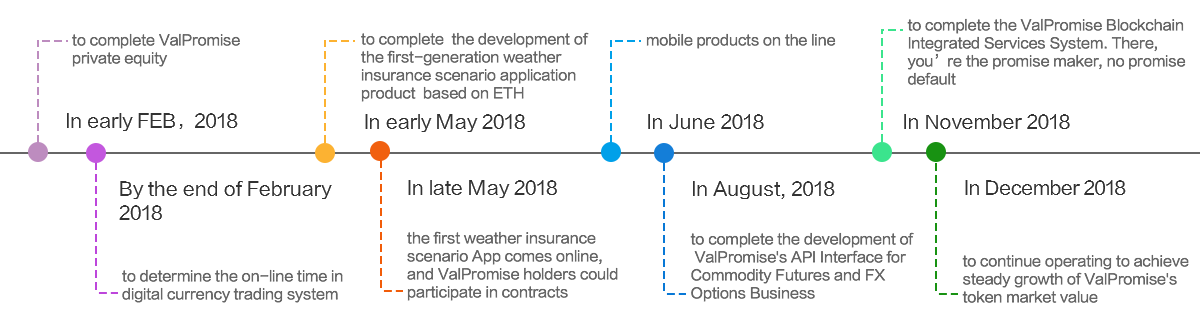 to complete ValPromise
private equity
In early FEB, 2018
By the end of February
2018
to determine the on-line time in
digital currency trading system
to complete the development of
the first-generation weather
insurance scenario application
product based on ETH
In early May 2018
In late May 2018
the first weather insurance
scenario App comes online,
and ValPromise holders could
participate in contracts
mobile products on the line
In June 2018
In August, 2018
to complete the development of
ValPromise's API Interface for
Commodity Futures and FX
Options Business
to complete the ValPromise Blockchain
Integrated Services System. There,
you’re the promise maker, no promise
default
In November 2018
In December 2018
to continue operating to achieve
steady growth of ValPromise's
token market value